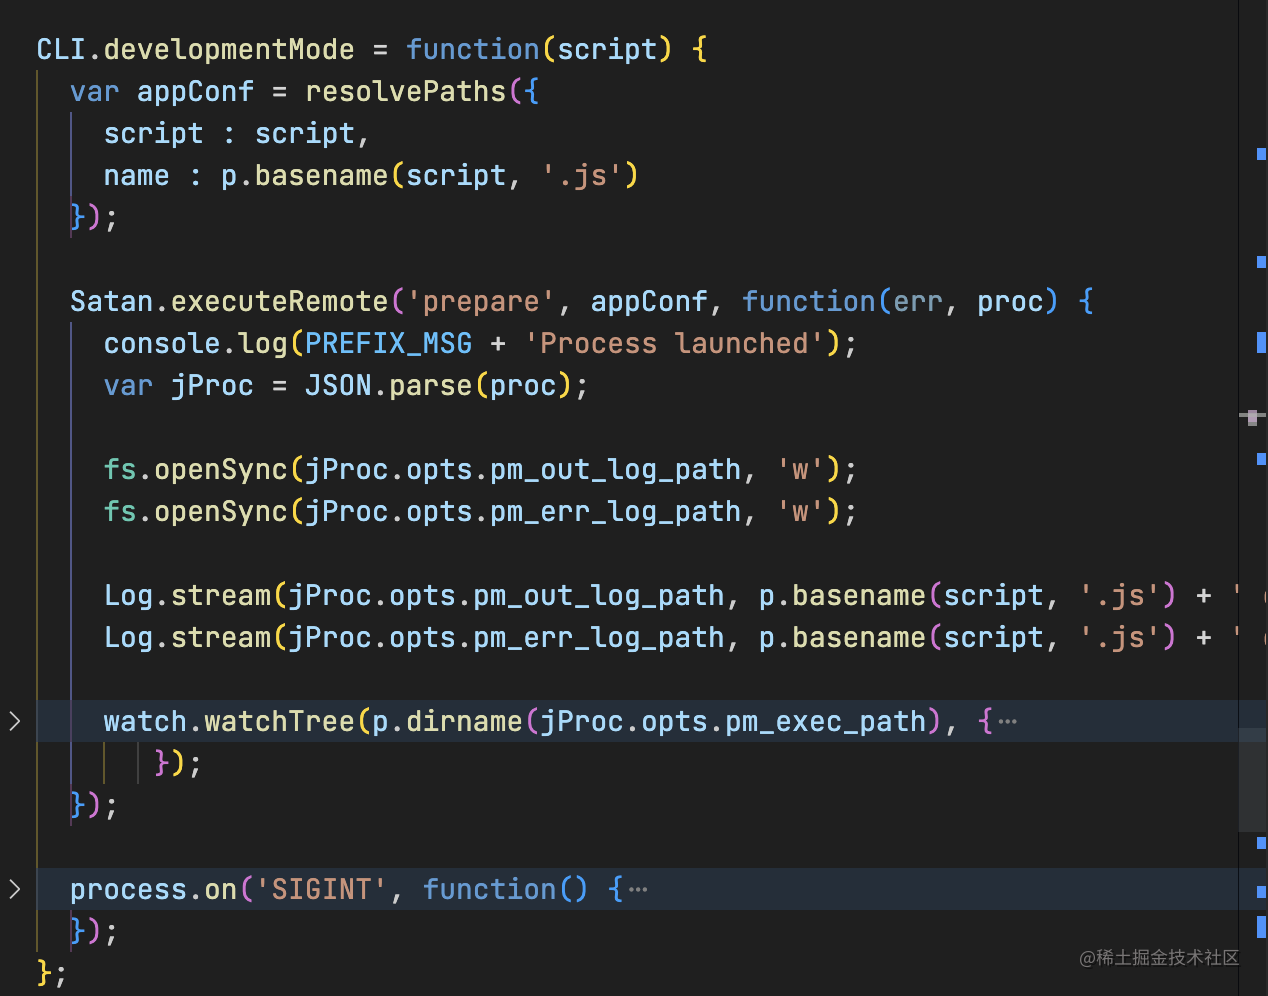 CLI.developmentMode = function(script) {
  var appConf = resolvePaths({
    script : script,
    name : p.basename(script, '.js')
  });

  Satan.executeRemote('prepare', appConf, function(err, proc) {
    console.log(PREFIX_MSG + 'Process launched');
    var jProc = JSON.parse(proc);

    fs.openSync(jProc.opts.pm_out_log_path, 'w');
    fs.openSync(jProc.opts.pm_err_log_path, 'w');

    Log.stream(jProc.opts.pm_out_log_path, p.basename(script, '.js') + '
    Log.stream(jProc.opts.pm_err_log_path, p.basename(script, '.js') + '

    watch.watchTree(p.dirname(jProc.opts.pm_exec_path), {…
       });
  });

  process.on('SIGINT', function() {…
  });
};
@稀土掘金技术社区